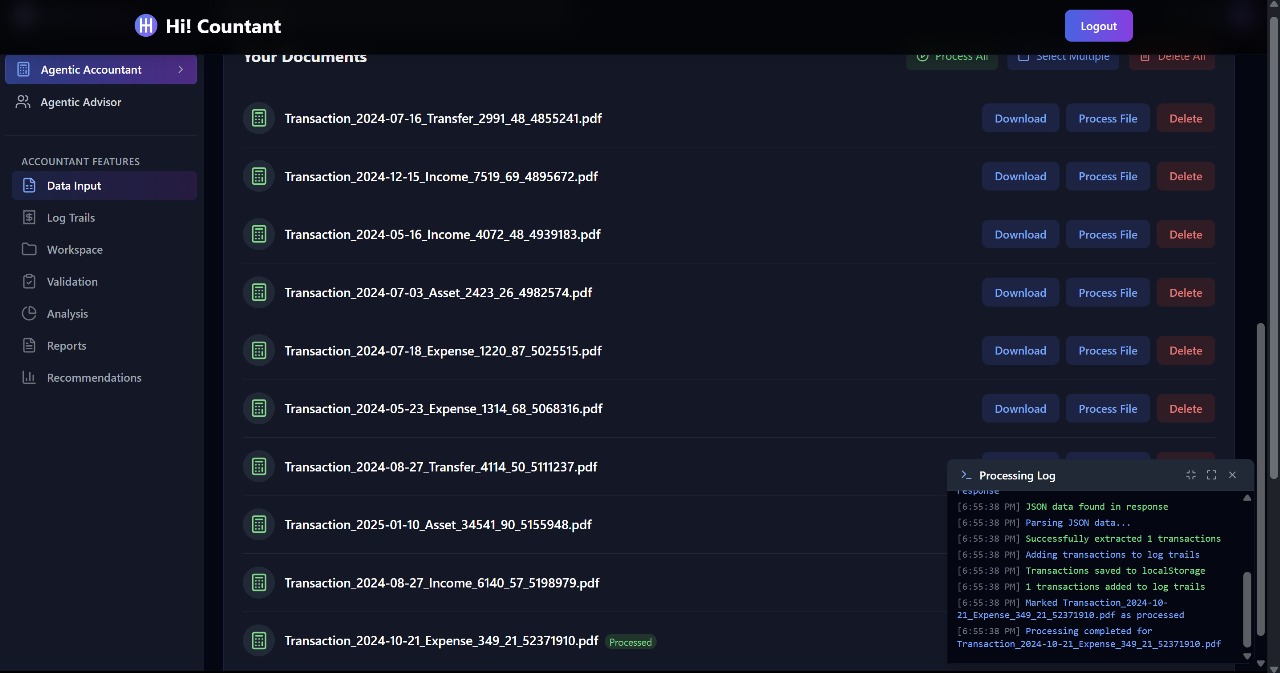 Hi! Countant
Logout
Agentic Accountant
Agentic Advisor
ACCOUNTANT FEATURES
Data Input
Log Trails
Workspace
Validation
Analysis
Reports
Recommendations
Your Documents
Process All
Select Multiple
Delete All
Transaction_2024-07-16_Transfer_2991_48_4855241.pdf
Download Process File Delete
Transaction_2024-12-15_Income_7519_69_4895672.pdf
Download Process File Delete
Transaction_2024-05-16_Income_4072_48_4939183.pdf
Download Process File Delete
Transaction_2024-07-03_Asset_2423_26_4982574.pdf
Download Process File Delete
Transaction_2024-07-18_Expense_1220_87_5025515.pdf
Download Process File Delete
Transaction_2024-05-23_Expense_1314_68_5068316.pdf
Download Process File Delete
Transaction_2024-08-27_Transfer_4114_50_5111237.pdf
Transaction_2025-01-10_Asset_34541_90_5155948.pdf
Transaction_2024-08-27_Income_6140_57_5198979.pdf
Transaction_2024-10-21_Expense_349_21_52371910.pdf Processed
Processing Log
response
[6:55:38 PM] JSON data found in response
[6:55:38 PM] Parsing JSON data...
[6:55:38 PM] Successfully extracted 1 transactions
[6:55:38 PM] Adding transactions to log trails
[6:55:38 PM] Transactions saved to localStorage
[6:55:38 PM] 1 transactions added to log trails
[6:55:38 PM] Marked Transaction_2024-10-
21_Expense_349_21_52371910.pdf as processed
[6:55:38 PM] Processing completed for
Transaction_2024-10-21_Expense_349_21_52371910.pdf